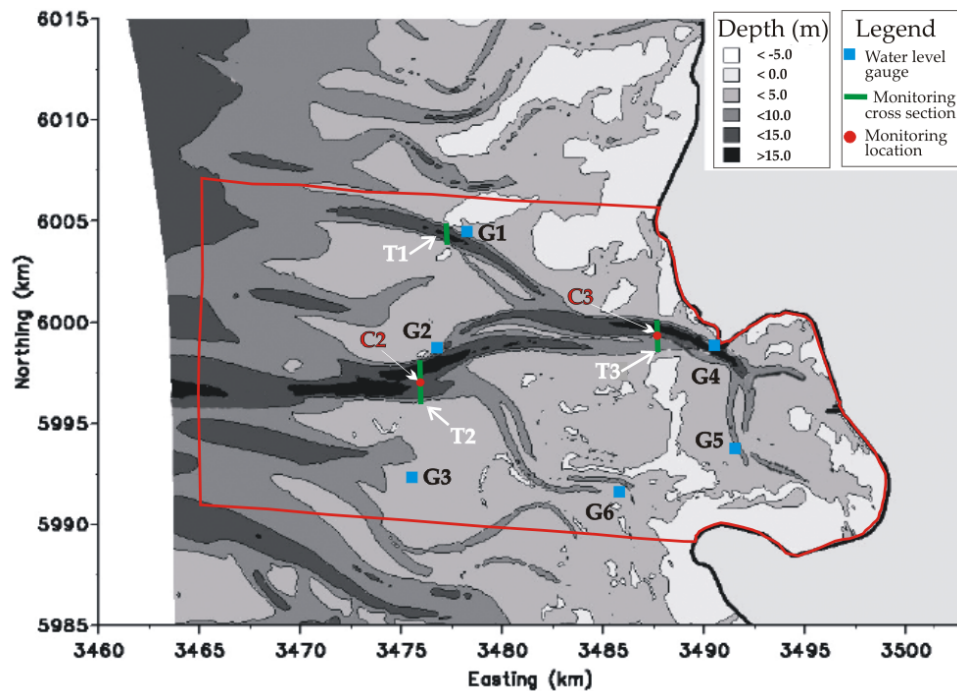 6015
6010
6005
6000
5995
5990
5985
Northing (km)
3460
3465
3470
3475
3480
3485
3490
3495
3500
Easting (km)
Depth (m)
< -5.0
< 0.0
<5.0
<10.0
<15.0
>15.0
Legend
Water level
gauge
Monitoring
cross section
Monitoring
location
G1
T1
C3
G2
C2
T3
G4
T2
G5
G3
G6